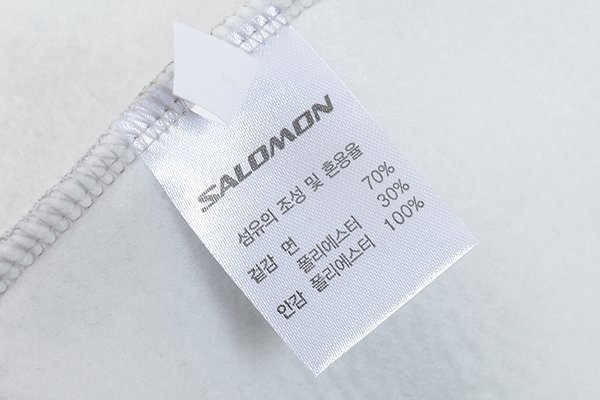 SALOMON
섬유의 조성 및 혼용율
겉감 면 70%
폴리에스터 30%
안감 폴리에스터 100%